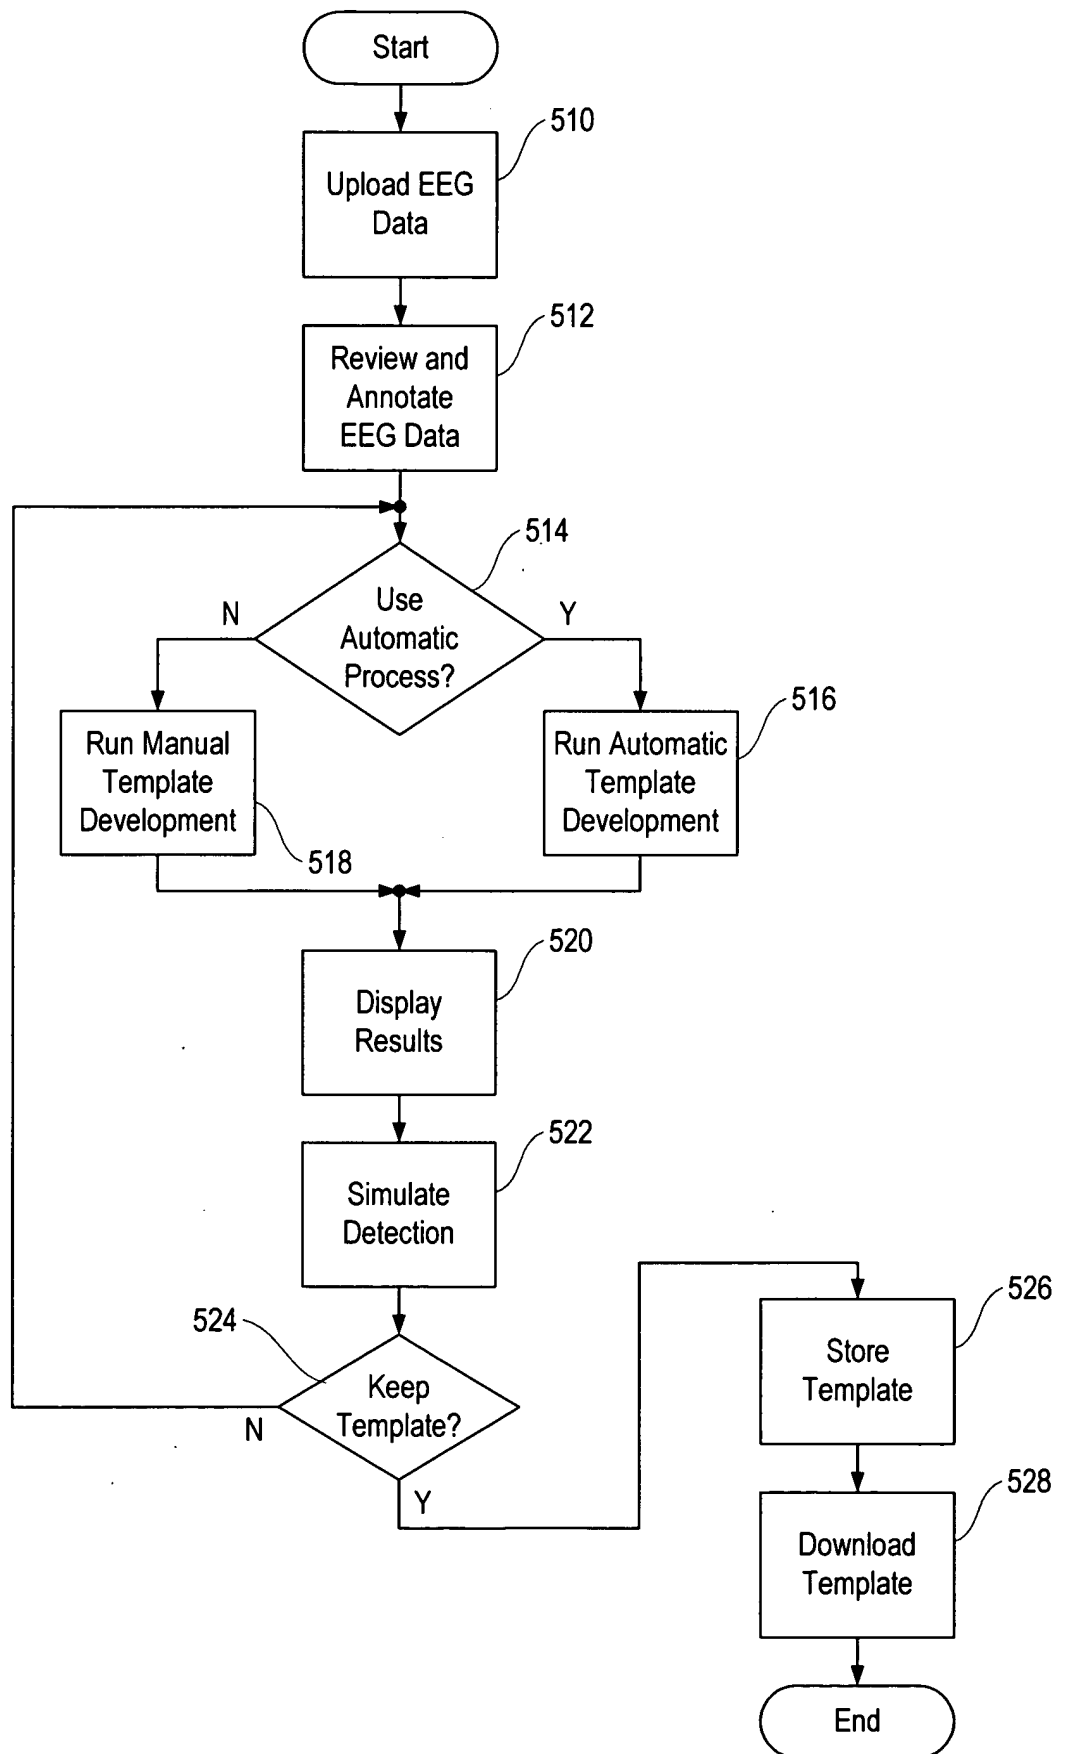 Start
510
Upload EEG
Data
512
Review and
Annotate
EEG Data
514
N
Use
Automatic
Process?
Y
516
Run Manual
Template
Development
518
Run Automatic
Template
Development
520
Display
Results
522
Simulate
Detection
524
Keep
Template?
N
Y
526
Store
Template
528
Download
Template
End